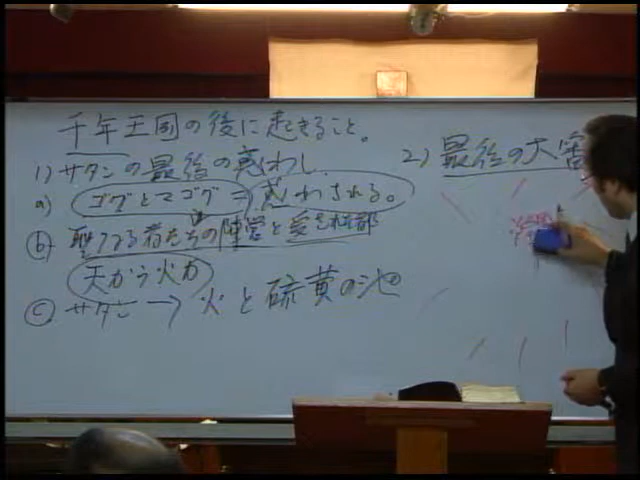 千年王国の後に起きること。
1) サタンの最後の惑わし.
a) ゴグとマゴグ = 惑わされる。
b) 聖なる者たちの陣営と愛された都
天から火が
c) サタン → 火と硫黄の池
2) 最後の大審